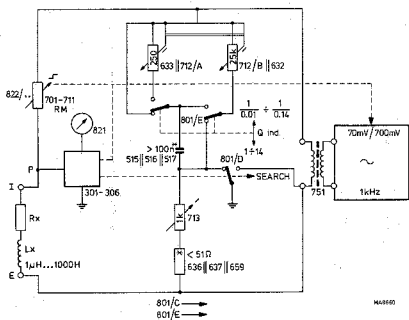 250
25k
633||712/A
712/B||632
822/
701-711
RM
821
801/E
1/0.01 ÷ 1/0.14
Q ind.
1÷14
70mV/700mV
~
1kHz
> 100n
515||516||517
801/D
P
I
301-306
SEARCH
751
1k
713
Rx
Lx
1µH...1000H
E
< 51Ω
x
636||637||659
801/C
801/E
MA8660